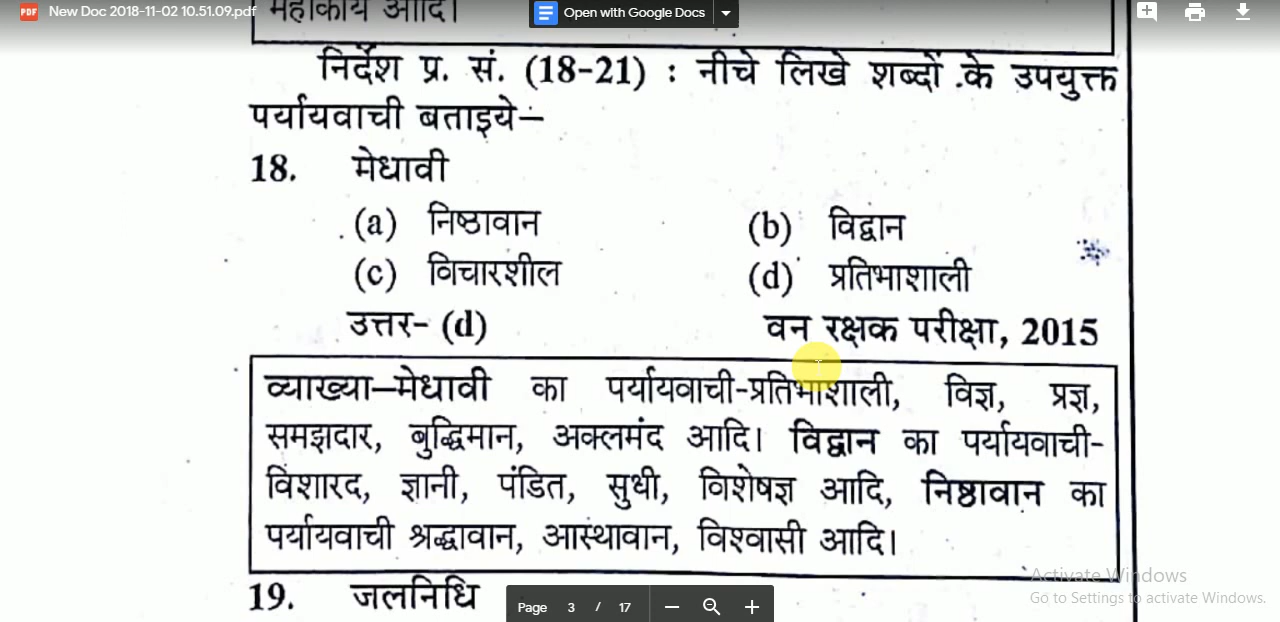 PDF New Doc 2018-11-02 10.51.09.pdf
Open with Google Docs
महाकाय आदि।
निर्देश प्र. सं. (18-21) : नीचे लिखे शब्दों के उपयुक्त
पर्यायवाची बताइये–
18. मेधावी
(a) निष्ठावान (b) विद्वान
(c) विचारशील (d) प्रतिभाशाली
उत्तर- (d) वन रक्षक परीक्षा, 2015
व्याख्या–मेधावी का पर्यायवाची-प्रतिभाशाली, विज्ञ, प्रज्ञ,
समझदार, बुद्धिमान, अक्लमंद आदि। विद्वान का पर्यायवाची-
विशारद, ज्ञानी, पंडित, सुधी, विशेषज्ञ आदि, निष्ठावान का
पर्यायवाची श्रद्धावान, आस्थावान, विश्वासी आदि।
19. जलनिधि
Page 3 / 17
Activate Windows
Go to Settings to activate Windows.